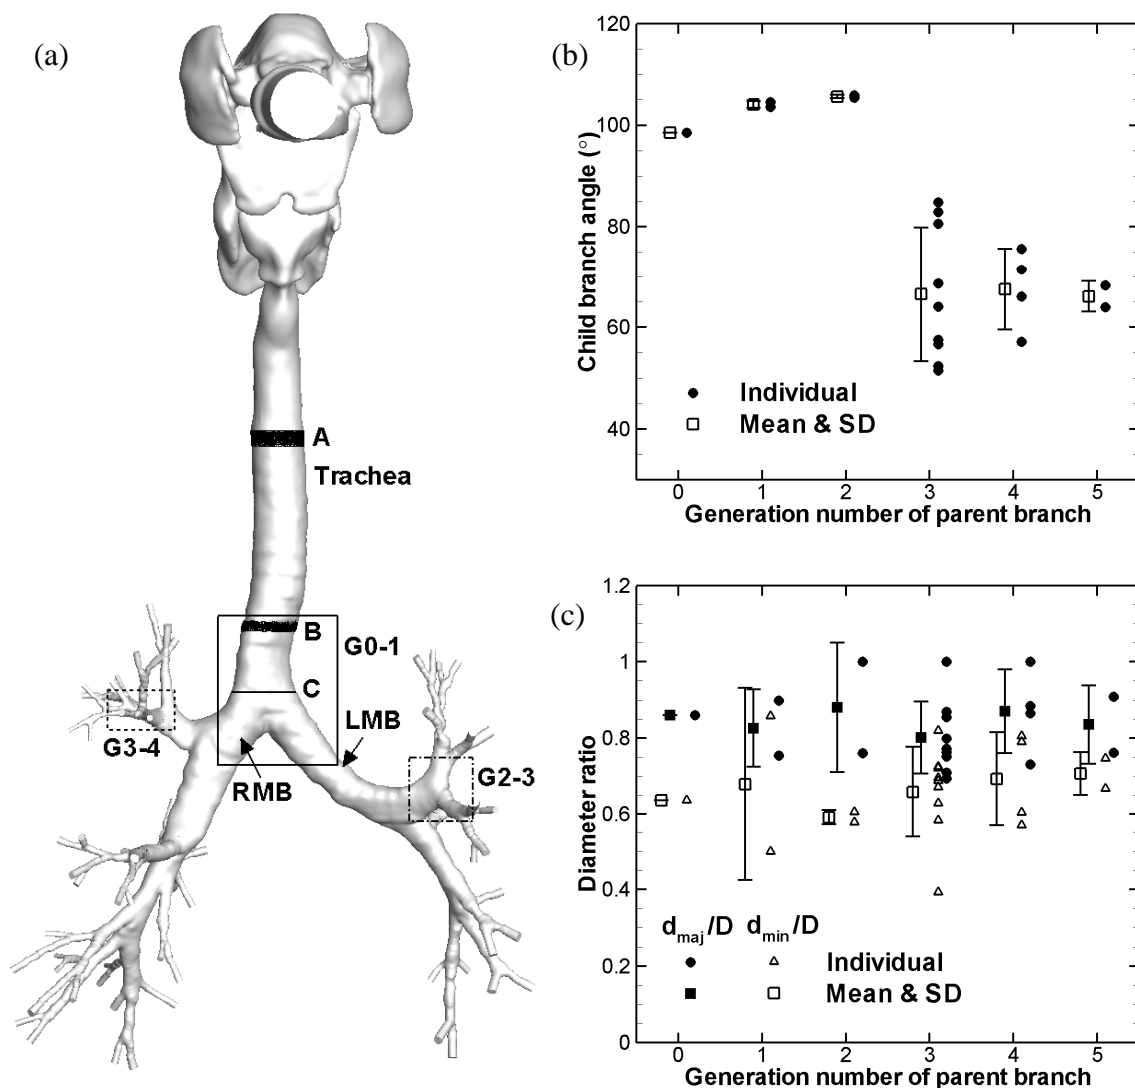 (a)
A
Trachea
B
G0-1
C
LMB
G3-4
RMB
G2-3
(b)
120
100
80
60
40
Child branch angle (°)
Individual
Mean & SD
0 1 2 3 4 5
Generation number of parent branch
(c)
1.2
1
0.8
0.6
0.4
0.2
0
Diameter ratio
d_maj/D d_min/D
Individual
Mean & SD
0 1 2 3 4 5
Generation number of parent branch